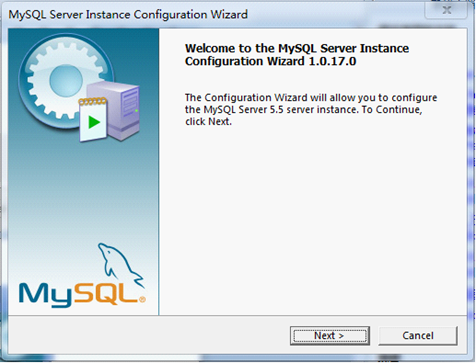 MySQL Server Instance Configuration Wizard
Welcome to the MySQL Server Instance
Configuration Wizard 1.0.17.0
The Configuration Wizard will allow you to configure
the MySQL Server 5.5 server instance. To Continue,
click Next.
MySQL®
Next >
Cancel